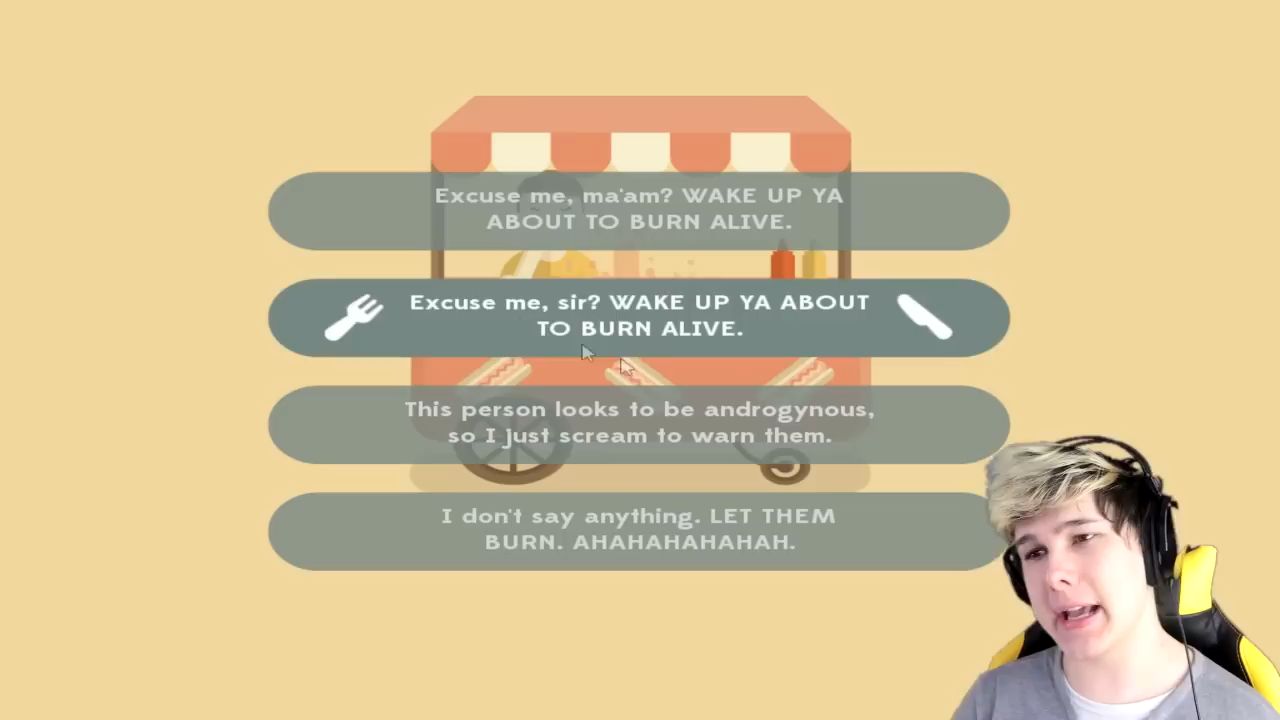 Excuse me, ma'am? WAKE UP YA
ABOUT TO BURN ALIVE.
Excuse me, sir? WAKE UP YA ABOUT
TO BURN ALIVE.
This person looks to be androgynous,
so I just scream to warn them.
I don't say anything. LET THEM
BURN. AHAHAHAHAHAH.